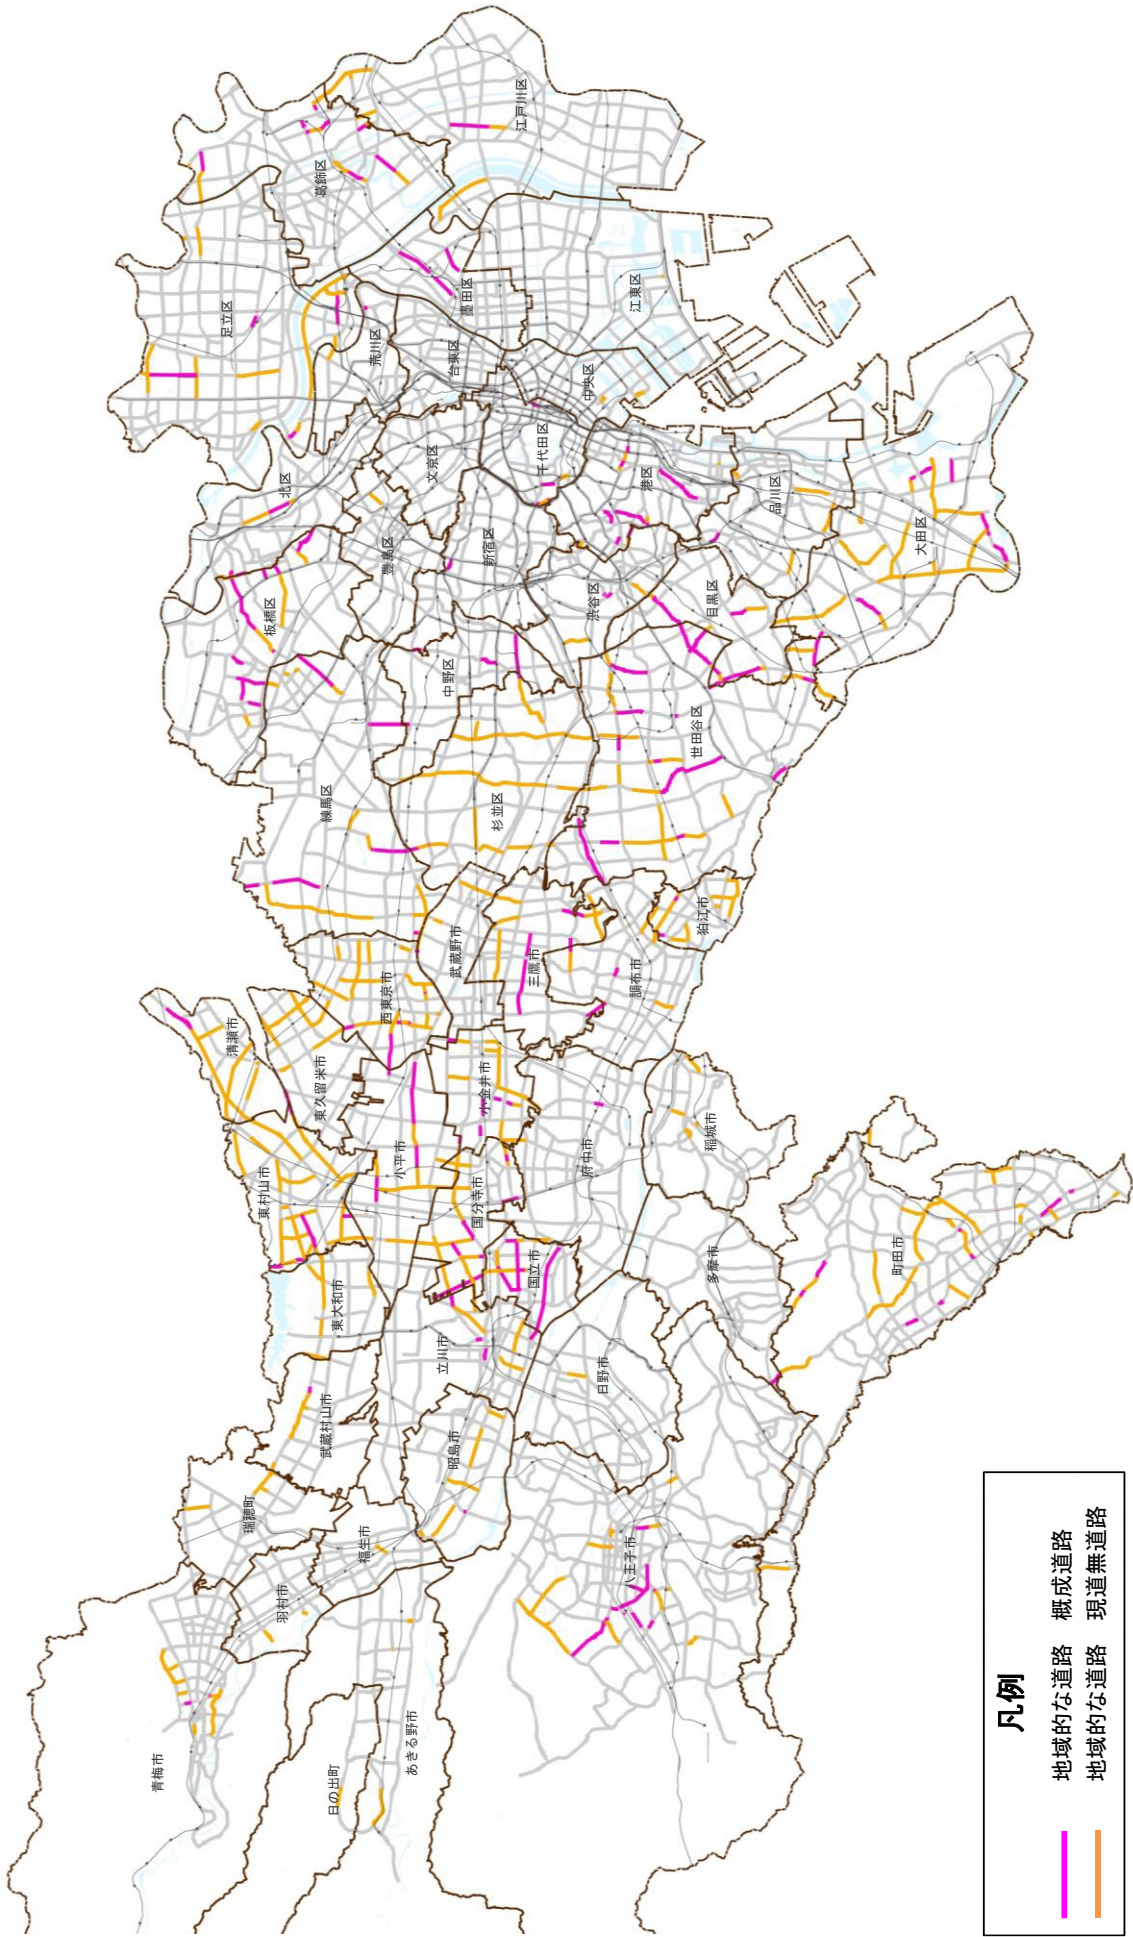 青梅市
日の出町
あきる野市
羽村市
瑞穂町
福生市
八王子市
武蔵村山市
昭島市
日野市
東大和市
立川市
国立市
多摩市
町田市
東村山市
小平市
国分寺市
府中市
稲城市
清瀬市
東久留米市
小金井市
西東京市
武蔵野市
三鷹市
調布市
狛江市
練馬区
杉並区
世田谷区
板橋区
中野区
渋谷区
目黒区
豊島区
新宿区
大田区
北区
文京区
千代田区
港区
品川区
足立区
荒川区
台東区
中央区
墨田区
江東区
葛飾区
江戸川区
凡例
地域的な道路 概成道路
地域的な道路 現道無道路